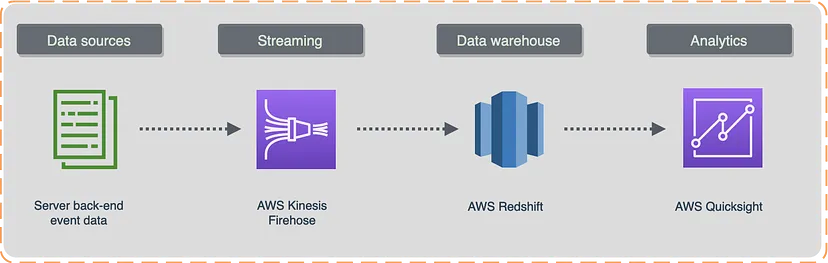 Data sources
Streaming
Data warehouse
Analytics
Server back-end
event data
AWS Kinesis
Firehose
AWS Redshift
AWS Quicksight